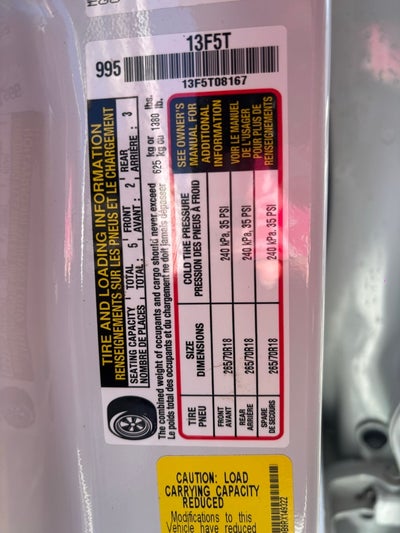 13F5T
995
13F5T08167
TIRE AND LOADING INFORMATION
RENSEIGNEMENTS SUR LES PNEUS ET LE CHARGEMENT
SEATING CAPACITY TOTAL : 5 FRONT : 2 REAR : 3
NOMBRE DE PLACES TOTAL : AVANT : ARRIÈRE :
The combined weight of occupants and cargo should never exceed 625 kg or 1380 lbs.
Le poids total des occupants et du chargement ne doit jamais dépasser kg ou lb.
TIRE SIZE COLD TIRE PRESSURE SEE OWNER'S
PNEU DIMENSIONS PRESSION DES PNEUS À FROID MANUAL FOR
ADDITIONAL
INFORMATION
FRONT
AVANT 265/70R18 240 kPa, 35 PSI
REAR
ARRIÈRE 265/70R18 240 kPa, 35 PSI
SPARE
DE SECOURS 265/70R18 240 kPa, 35 PSI
VOIR LE MANUEL
DE L'USAGER
POUR PLUS DE
RENSEIGNEMENTS
CAUTION: LOAD
CARRYING CAPACITY
REDUCED
Modifications to this
Vehicle have reduced